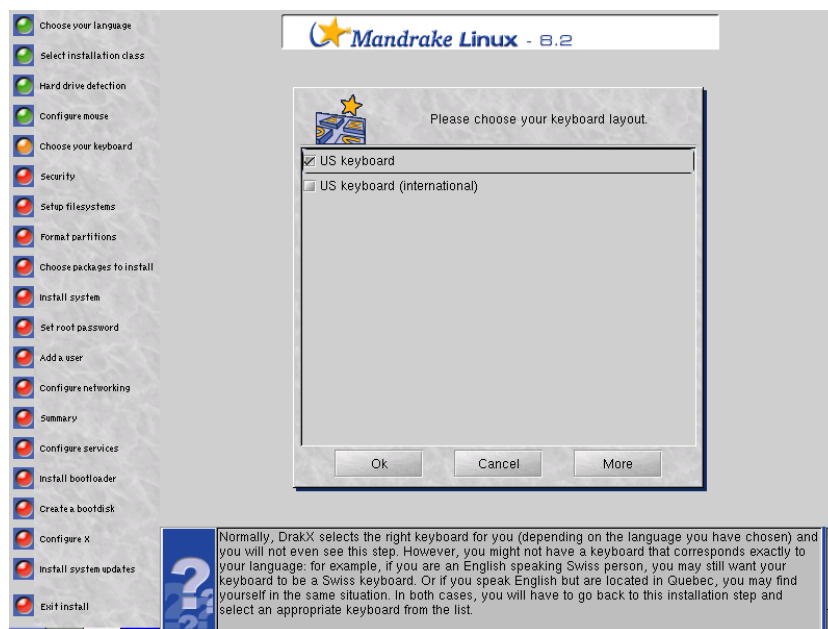 Choose your language
Select installation class
Hard drive detection
Configure mouse
Choose your keyboard
Security
Setup filesystems
Format partitions
Choose packages to install
Install system
Set root password
Add a user
Configure networking
Summary
Configure services
Install bootloader
Create a bootdisk
Configure X
Install system updates
Exit install
Mandrake Linux - 8.2
Please choose your keyboard layout.
US keyboard
US keyboard (international)
Ok
Cancel
More
Normally, DrakX selects the right keyboard for you (depending on the language you have chosen) and
you will not even see this step. However, you might not have a keyboard that corresponds exactly to
your language: for example, if you are an English speaking Swiss person, you may still want your
keyboard to be a Swiss keyboard. Or if you speak English but are located in Quebec, you may find
yourself in the same situation. In both cases, you will have to go back to this installation step and
select an appropriate keyboard from the list.